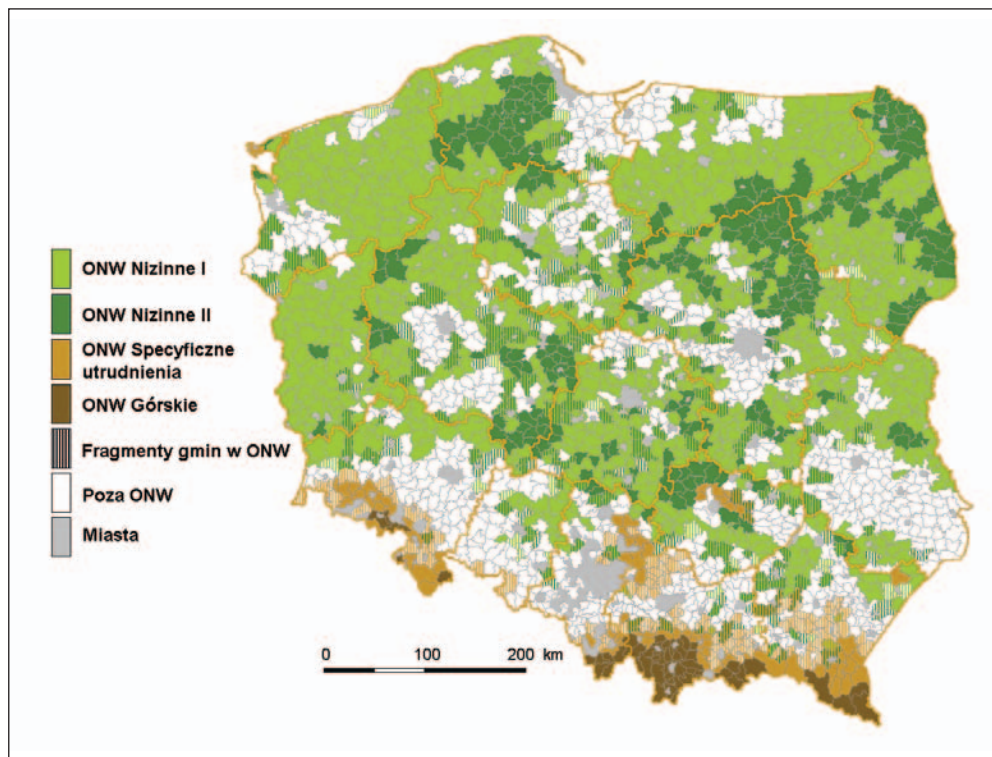 ONW Nizinne I
ONW Nizinne II
ONW Specyficzne
utrudnienia
ONW Górskie
Fragmenty gmin w ONW
Poza ONW
Miasta
0 100 200 km